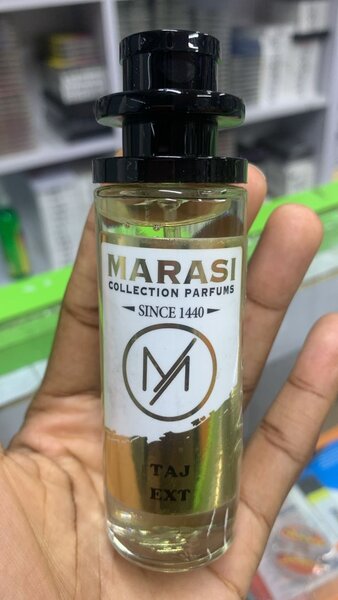 MARASI
COLLECTION PARFUMS
SINCE 1440
M
TAJ
EXT